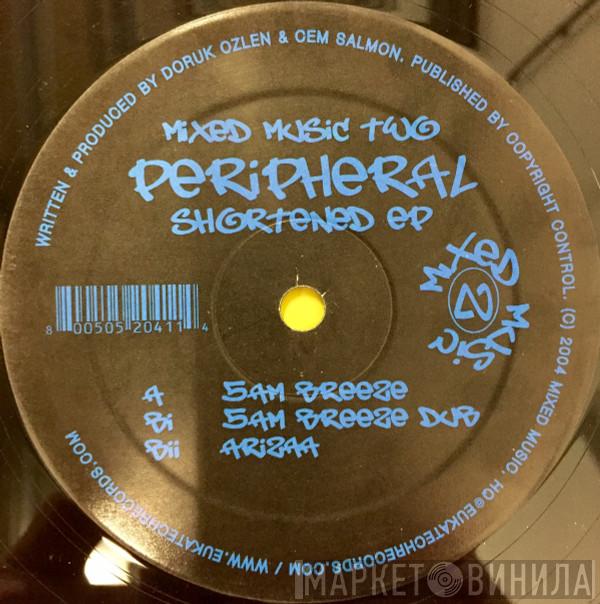 WRITTEN & PRODUCED BY DORUK OZLEN & CEM SALMON. PUBLISHED BY COPYRIGHT CONTROL. (C) 2004 MIXED MUSIC. HQ@EUKATECHRECORDS.COM / WWW.EUKATECHRECORDS.COM
MIXED MUSIC TWO
PERIPHERAL
SHORTENED EP
MIXED MUSIC
2
8 00505 20411 4
A 5AM BREEZE
Bi 5AM BREEZE DUB
Bii ARIZAA
МАРКЕТ ВИНИЛА